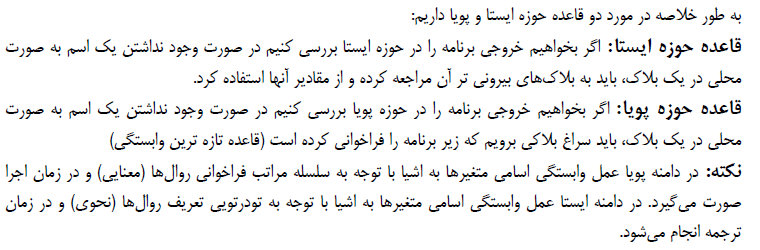 به طور خلاصه در مورد دو قاعده حوزه ایستا و پویا داریم:
قاعده حوزه ایستا: اگر بخواهیم خروجی برنامه را در حوزه ایستا بررسی کنیم در صورت وجود نداشتن یک اسم به صورت
محلی در یک بلاک، باید به بلاک‌های بیرونی تر آن مراجعه کرده و از مقادیر آنها استفاده کرد.
قاعده حوزه پویا: اگر بخواهیم خروجی برنامه را در حوزه پویا بررسی کنیم در صورت وجود نداشتن یک اسم به صورت
محلی در یک بلاک، باید سراغ بلاکی برویم که زیر برنامه را فراخوانی کرده است (قاعده تازه ترین وابستگی)
نکته: در دامنه پویا عمل وابستگی اسامی متغیرها به اشیا با توجه به سلسله مراتب فراخوانی روال‌ها (معنایی) و در زمان اجرا
صورت می‌گیرد. در دامنه ایستا عمل وابستگی اسامی متغیرها به اشیا با توجه به تودرتویی تعریف روال‌ها (نحوی) و در زمان
ترجمه انجام می‌شود.